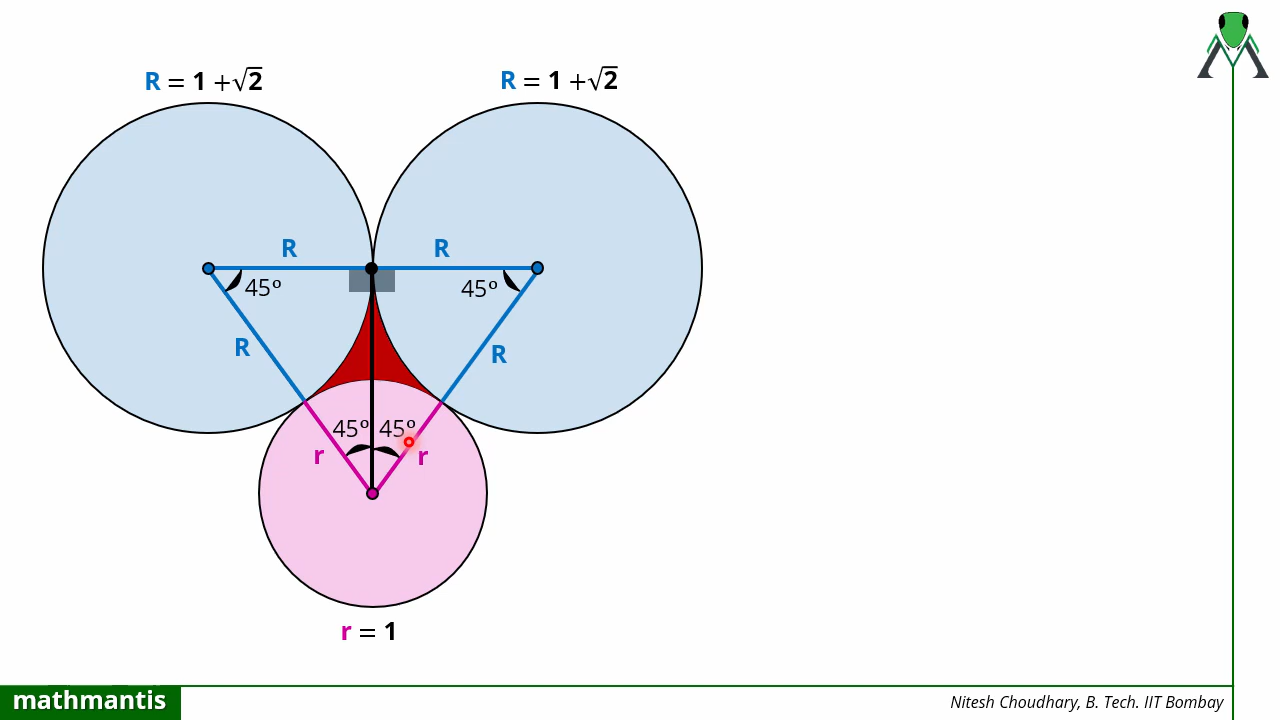 R = 1 +√2
R = 1 +√2
R
R
45º
45º
R
R
45º
45º
r
r
r = 1
mathmantis
Nitesh Choudhary, B. Tech. IIT Bombay